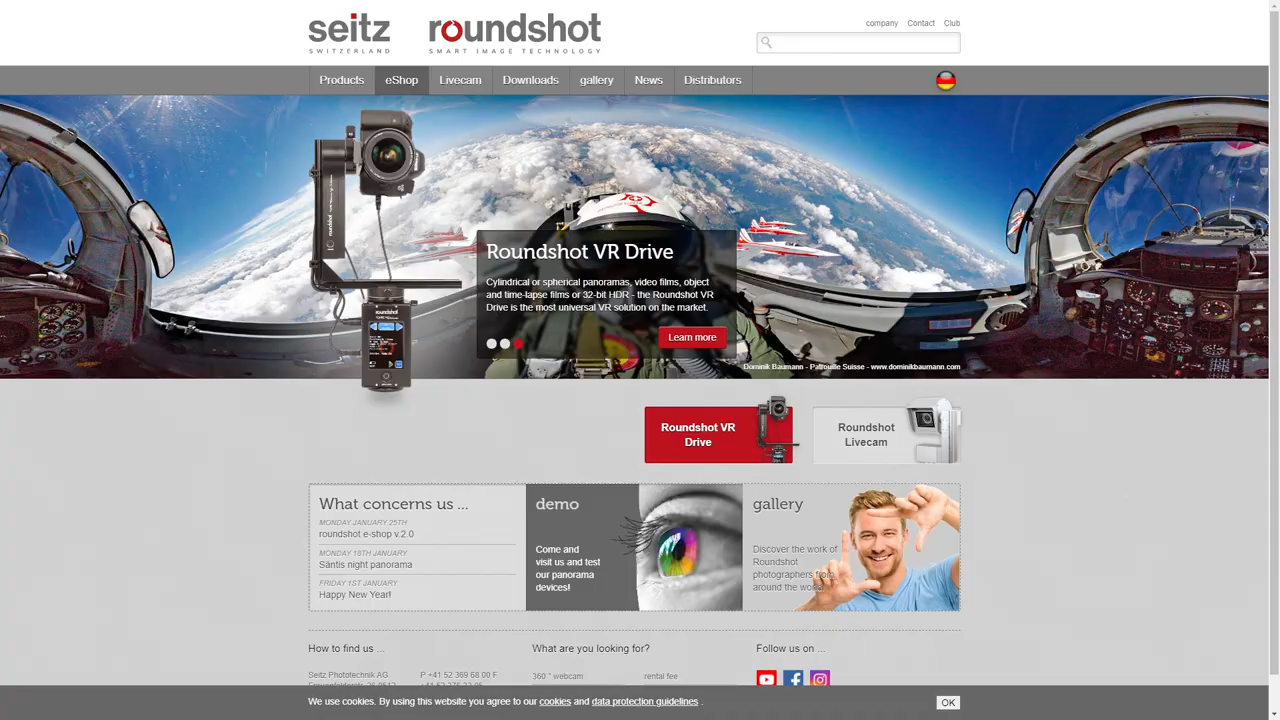 seitz
SWITZERLAND
roundshot
SMART IMAGE TECHNOLOGY
company Contact Club
Products eShop Livecam Downloads gallery News Distributors
Roundshot VR Drive
Cylindrical or spherical panoramas, video films, object
and time-lapse films or 32-bit HDR - the Roundshot VR
Drive is the most universal VR solution on the market.
Learn more
Dominik Baumann - Patrouille Suisse - www.dominikbaumann.com
Roundshot VR
Drive
Roundshot
Livecam
What concerns us ...
MONDAY JANUARY 25TH
roundshot e-shop v.2.0
MONDAY 18TH JANUARY
Säntis night panorama
FRIDAY 1ST JANUARY
Happy New Year!
demo
Come and
visit us and test
our panorama
devices!
gallery
Discover the work of
Roundshot
photographers from
around the world
How to find us ...
Seitz Phototechnik AG
P +41 52 369 68 00 F
What are you looking for?
360 ° webcam
rental fee
Follow us on ...
We use cookies. By using this website you agree to our cookies and data protection guidelines .
OK